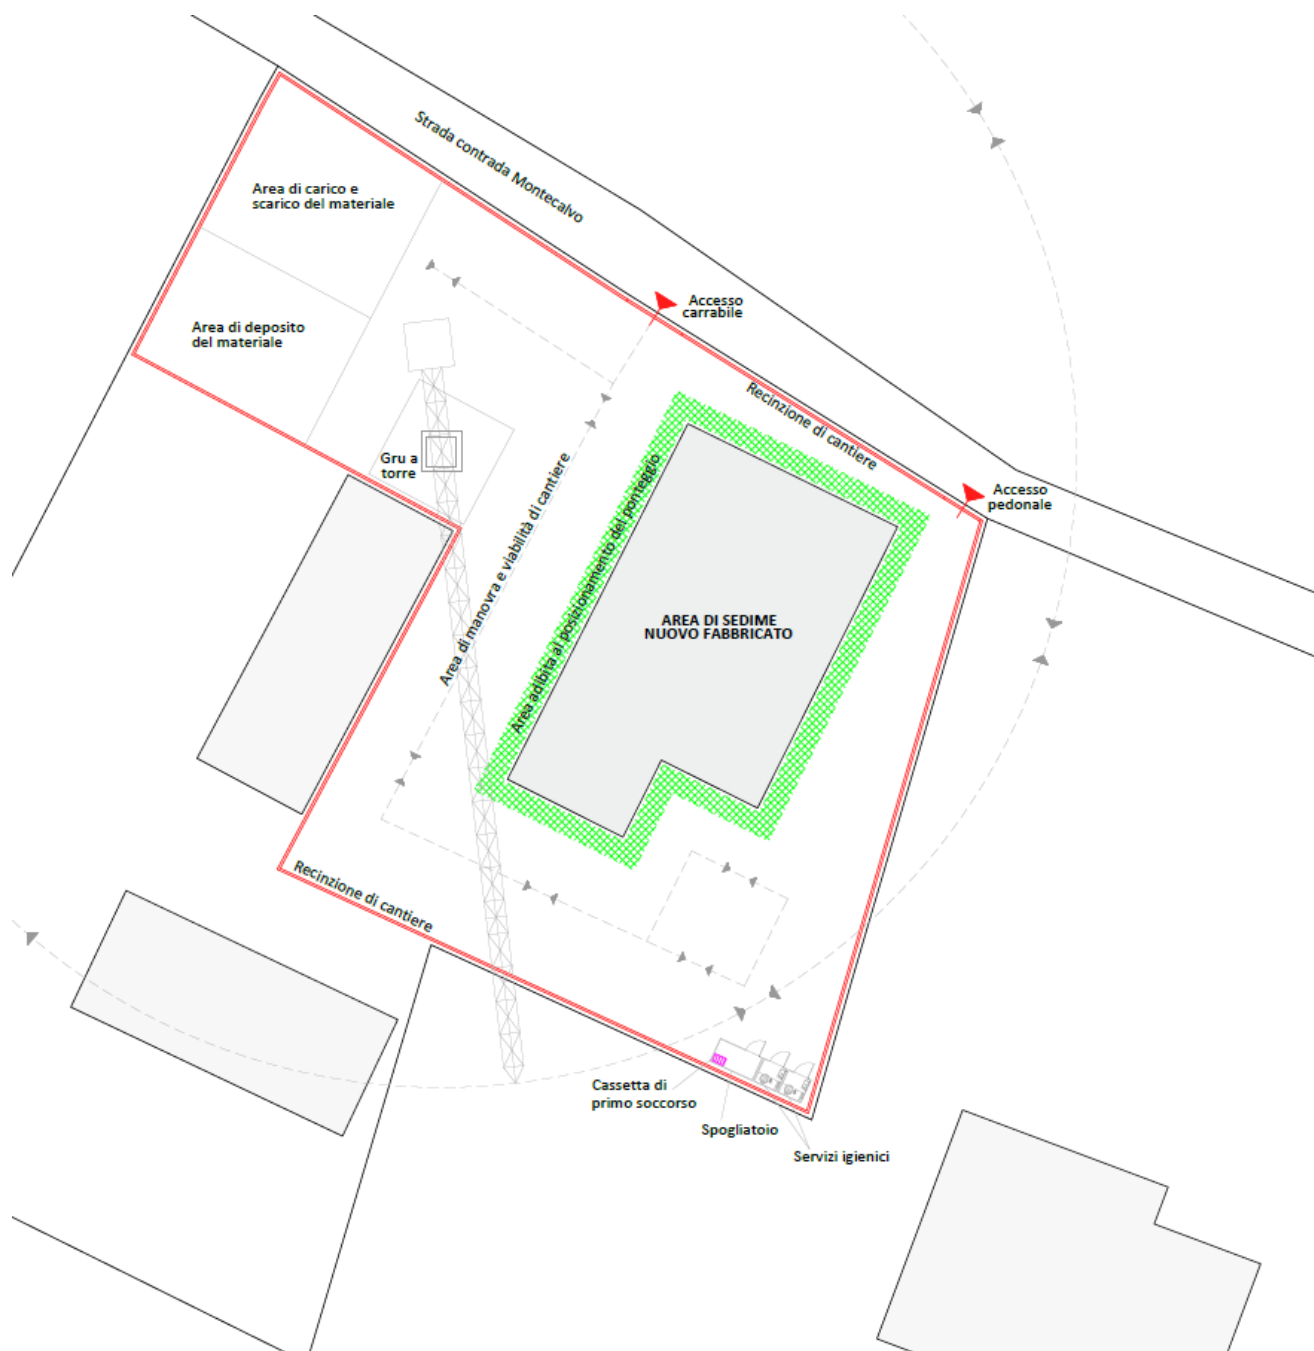 Strada contrada Montecalvo
Area di carico e
scarico del materiale
Area di deposito
del materiale
Accesso
carrabile
Recinzione di cantiere
Gru a
torre
Accesso
pedonale
Area di manovra e viabilità di cantiere
Area adibita al posizionamento del ponteggio
AREA DI SEDIME
NUOVO FABBRICATO
Recinzione di cantiere
Cassetta di
primo soccorso
Spogliatoio
Servizi igienici